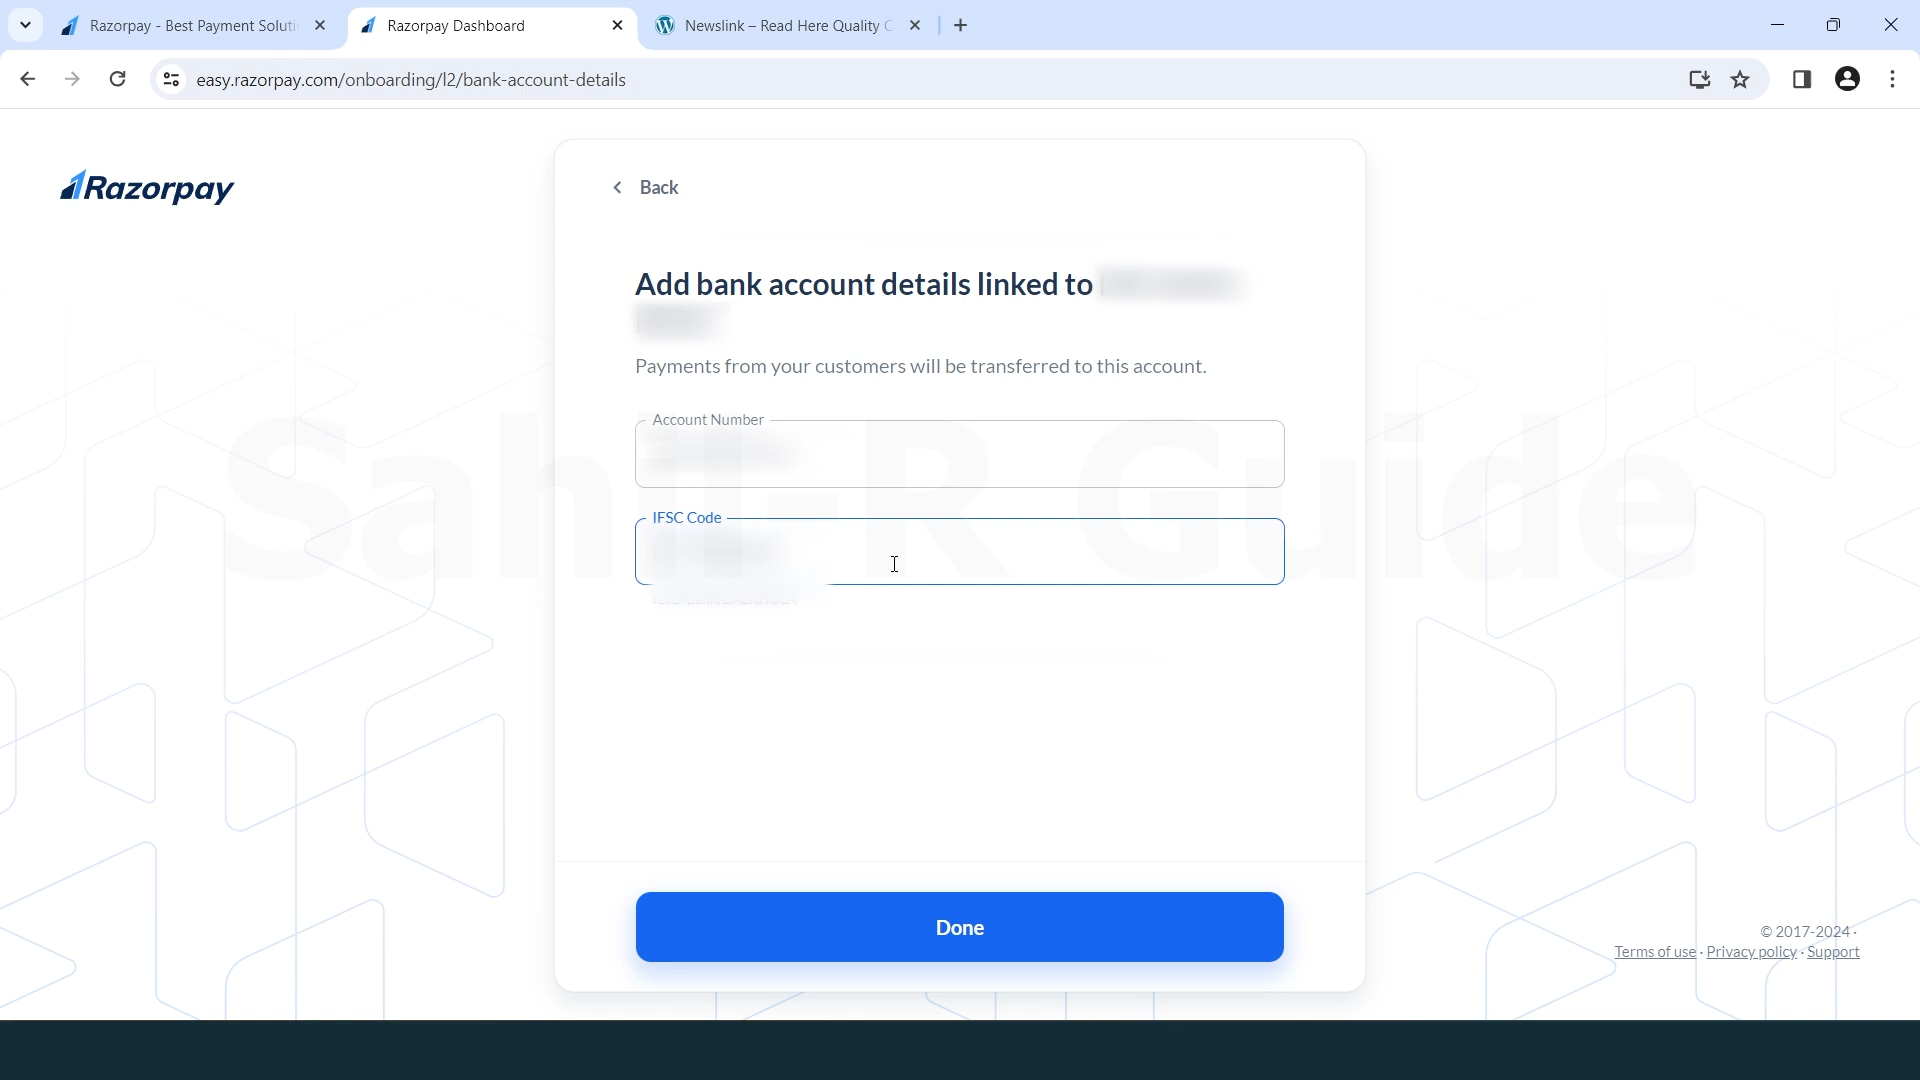 Razorpay - Best Payment Soluti
Razorpay Dashboard
Newslink – Read Here Quality C
easy.razorpay.com/onboarding/l2/bank-account-details
Razorpay
Back
Add bank account details linked to
Payments from your customers will be transferred to this account.
Account Number
Sahil-R Guide
IFSC Code
Done
© 2017-2024 ·
Terms of use · Privacy policy · Support